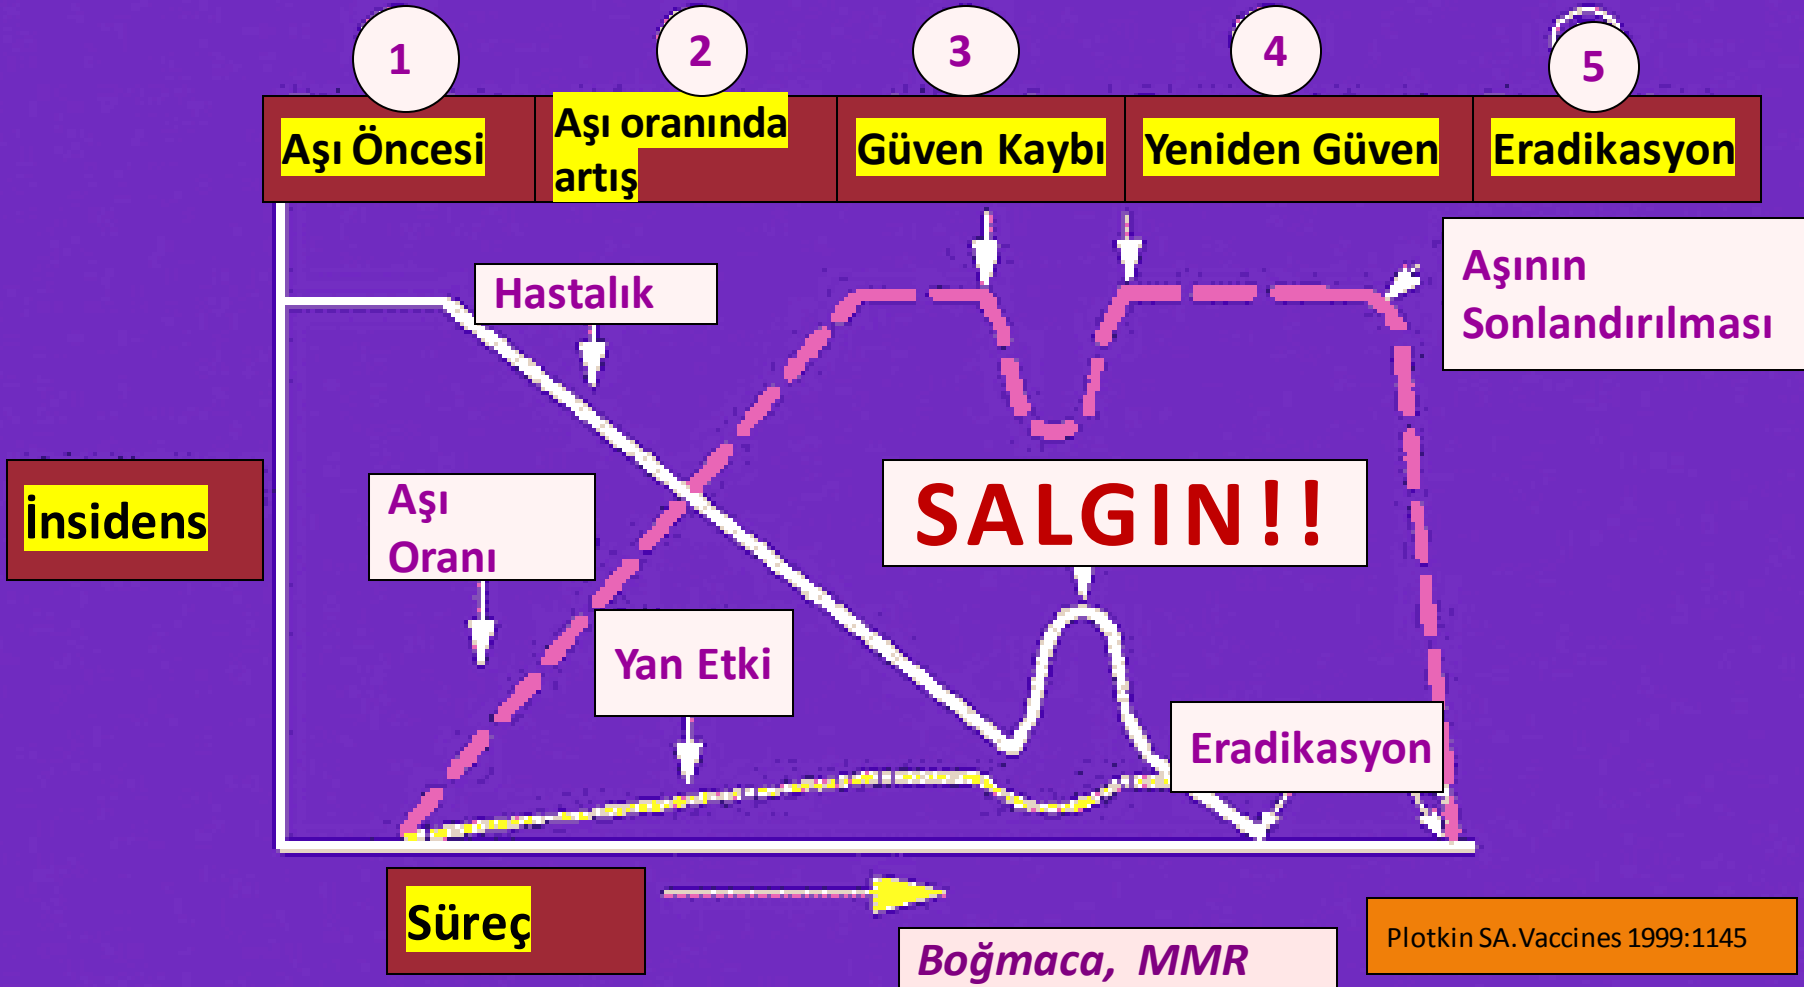 1
2
3
4
5
Aşı Öncesi
Aşı oranında
artış
Güven Kaybı
Yeniden Güven
Eradikasyon
Hastalık
Aşının
Sonlandırılması
İnsidens
Aşı
Oranı
SALGIN!!
Yan Etki
Eradikasyon
Süreç
Boğmaca, MMR
Plotkin SA.Vaccines 1999:1145